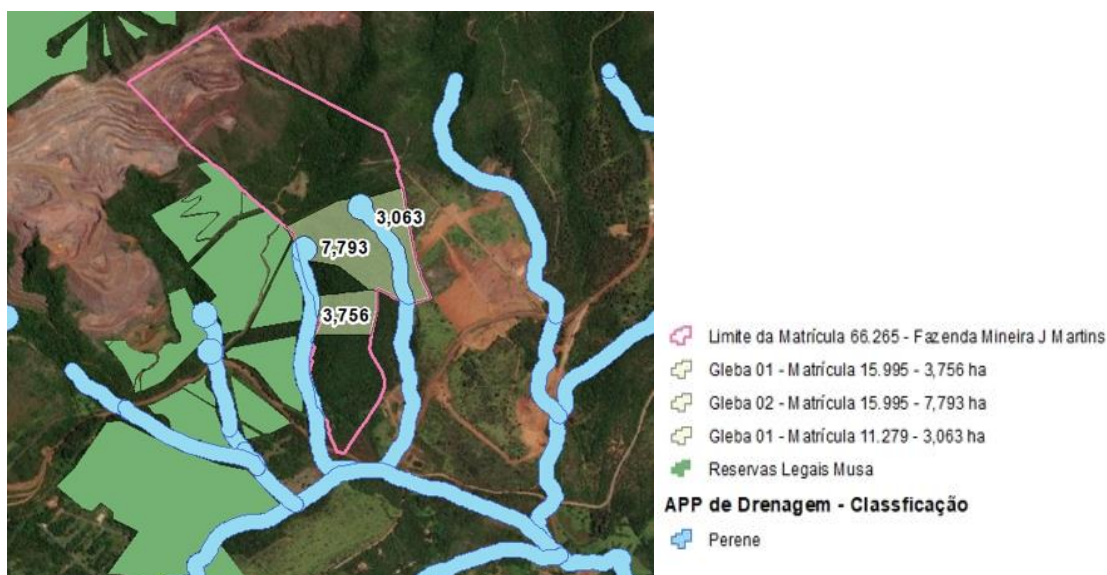 3,063
7,793
3,756
Limite da Matrícula 66.265 - Fazenda Mineira J Martins
Gleba 01 - Matrícula 15.995 - 3,756 ha
Gleba 02 - Matrícula 15.995 - 7,793 ha
Gleba 01 - Matrícula 11.279 - 3,063 ha
Reservas Legais Musa
APP de Drenagem - Classficação
Perene